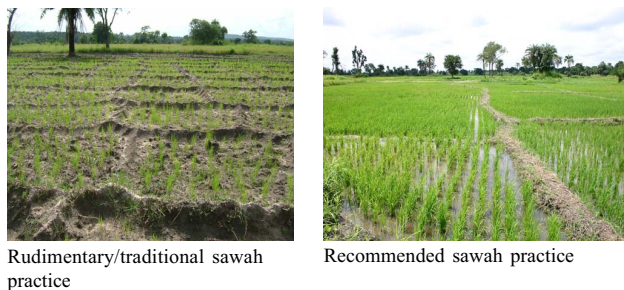 Rudimentary/traditional sawah
practice
Recommended sawah practice